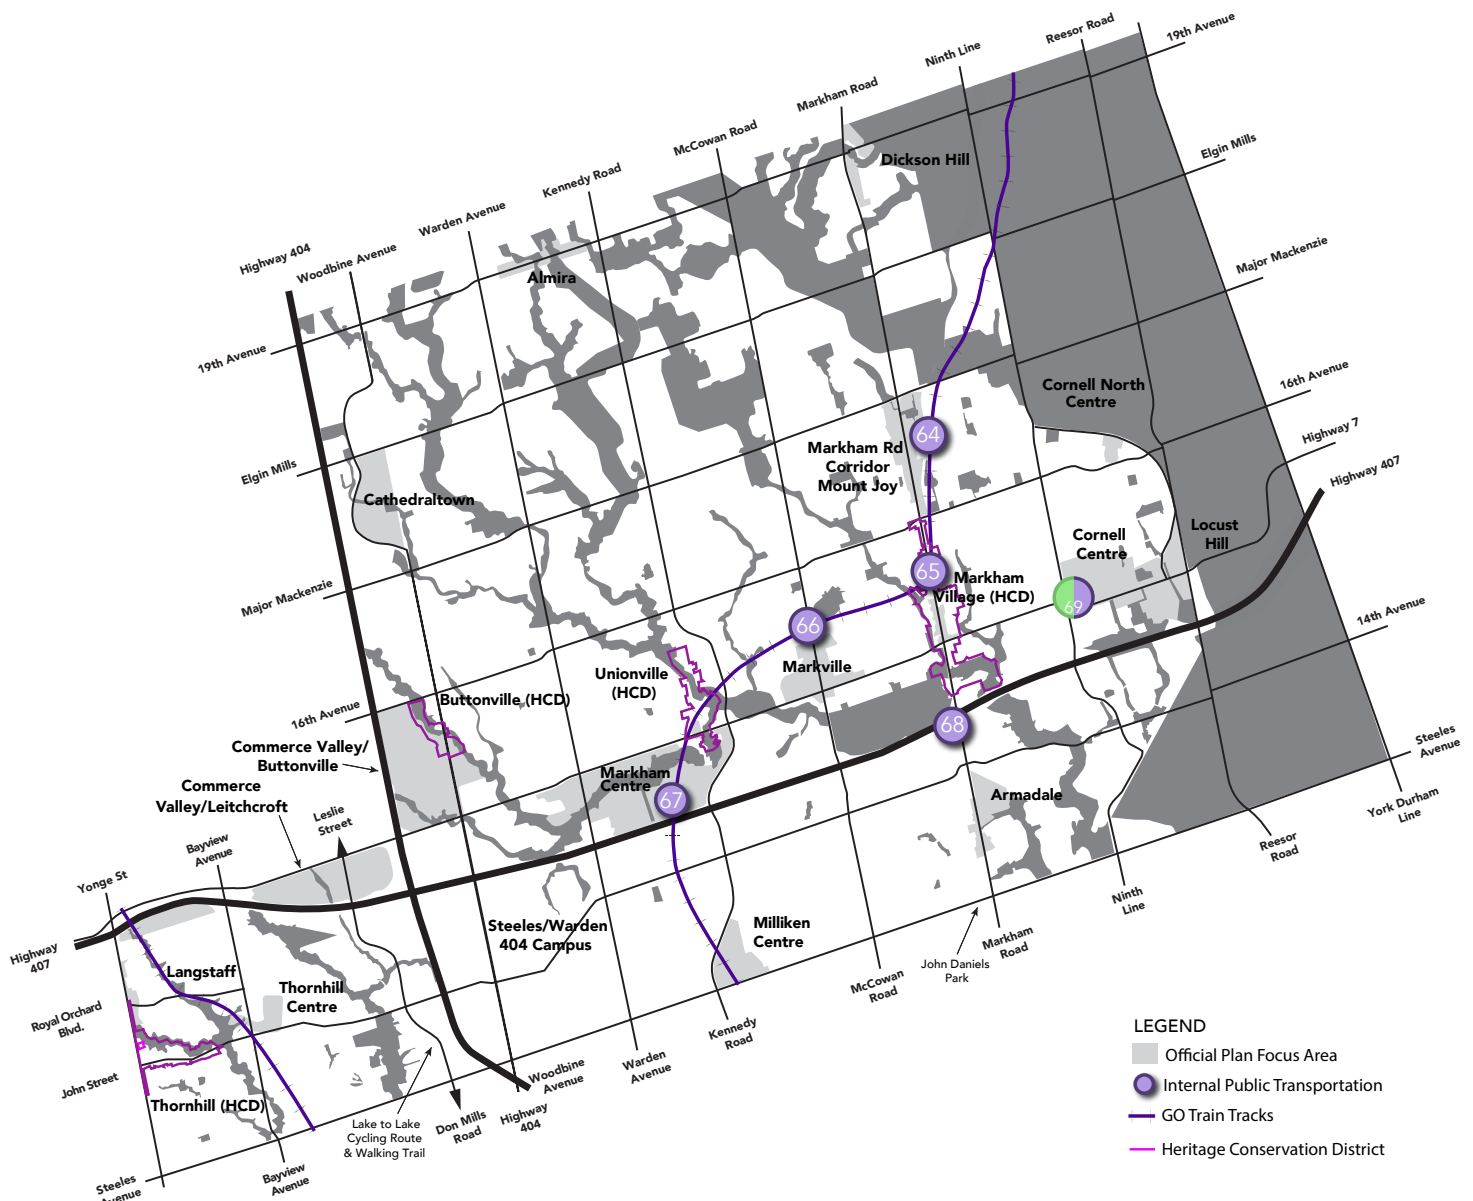 Reesor Road
19th Avenue
Ninth Line
Markham Road
McCowan Road
Kennedy Road
Warden Avenue
Highway 404
Woodbine Avenue
Dickson Hill
Elgin Mills
Almira
Major Mackenzie
19th Avenue
16th Avenue
Cornell North
Centre
Highway 7
64
Markham Rd
Corridor
Mount Joy
Highway 407
Elgin Mills
Cathedraltown
Locust
Hill
Cornell
Centre
65
Markham
Village (HCD)
69
Major Mackenzie
14th Avenue
66
Markville
Unionville
(HCD)
Buttonville (HCD)
16th Avenue
68
Steeles
Avenue
Commerce Valley/
Buttonville
Markham
Centre
67
Commerce
Valley/Leitchcroft
Armadale
York Durham
Line
Leslie
Street
Bayview
Avenue
Reesor
Road
Yonge St
Ninth
Line
Steeles/Warden
404 Campus
Milliken
Centre
Markham
Road
Highway
407
John Daniels
Park
McCowan
Road
Langstaff
Thornhill
Centre
Royal Orchard
Blvd.
Kennedy
Road
Warden
Avenue
Woodbine
Avenue
John Street
Thornhill (HCD)
Highway
404
Don Mills
Road
Lake to Lake
Cycling Route
& Walking Trail
Bayview
Avenue
Steeles
LEGEND
Official Plan Focus Area
Internal Public Transportation
GO Train Tracks
Heritage Conservation District